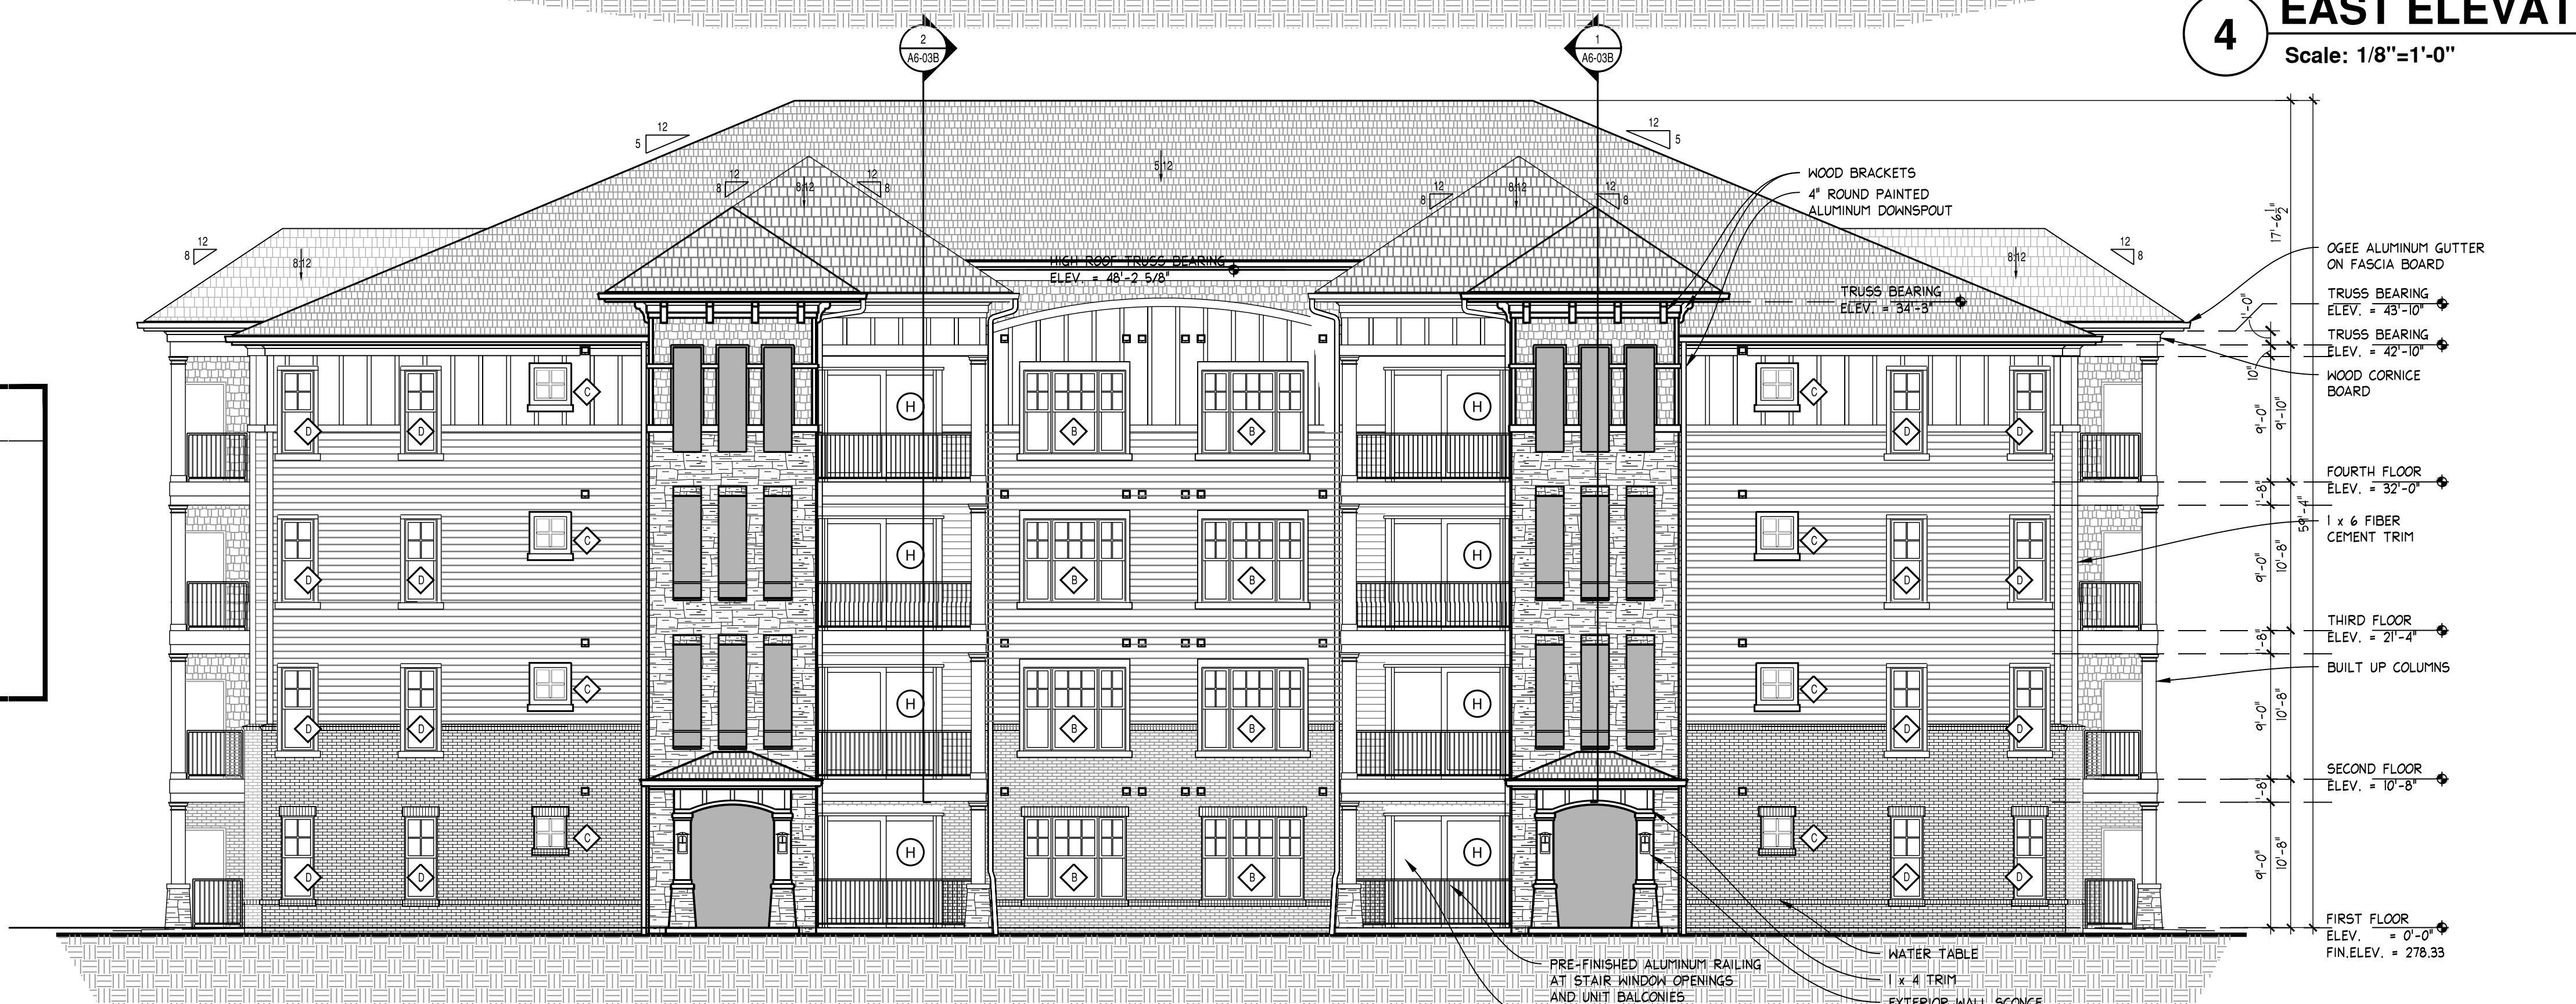 EAST ELEVAT
4
Scale: 1/8"=1'-0"
2
A6-03B
1
A6-03B
12
5
12
5
12
8
12
8
12
8
12
8
12
8
12
8
8:12
8:12
5:12
8:12
8:12
WOOD BRACKETS
4" ROUND PAINTED
ALUMINUM DOWNSPOUT
HIGH ROOF TRUSS BEARING
ELEV. = 48'-2 5/8"
TRUSS BEARING
ELEV. = 34'-3"
17'-6 1/2"
OGEE ALUMINUM GUTTER
ON FASCIA BOARD
1'-0"
TRUSS BEARING
ELEV. = 43'-10"
TRUSS BEARING
ELEV. = 42'-10"
10"
WOOD CORNICE
BOARD
9'-0"
9'-10"
D
D
C
H
B
B
H
C
D
D
FOURTH FLOOR
ELEV. = 32'-0"
1'-8"
59'-4"
1 x 6 FIBER
CEMENT TRIM
9'-0"
10'-8"
D
D
C
H
B
B
H
C
D
D
THIRD FLOOR
ELEV. = 21'-4"
1'-8"
BUILT UP COLUMNS
9'-0"
10'-8"
D
D
C
H
B
B
H
C
D
D
SECOND FLOOR
ELEV. = 10'-8"
1'-8"
9'-0"
10'-8"
D
D
C
H
B
B
H
C
D
D
FIRST FLOOR
ELEV. = 0'-0"
FIN.ELEV. = 278.33
WATER TABLE
1 x 4 TRIM
EXTERIOR WALL SCONCE
PRE-FINISHED ALUMINUM RAILING
AT STAIR WINDOW OPENINGS
AND UNIT BALCONIES